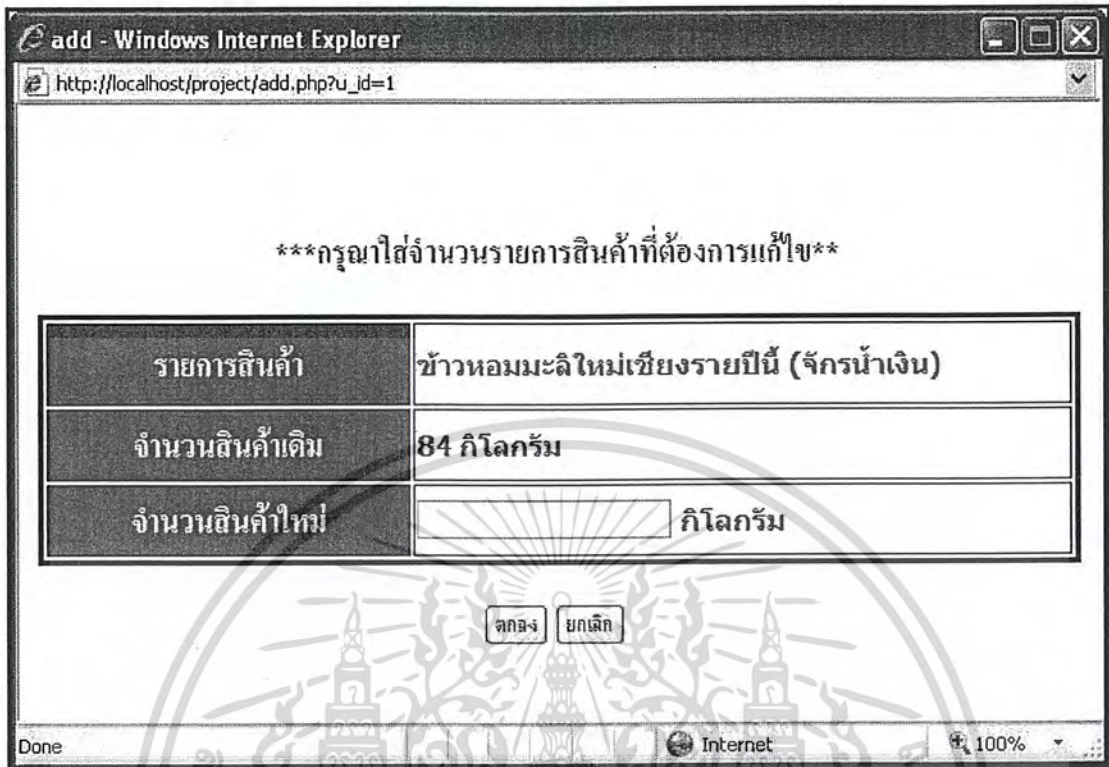 add - Windows Internet Explorer
http://localhost/project/add.php?u_id=1
***กรุณาใส่จำนวนรายการสินค้าที่ต้องการแก้ไข**
รายการสินค้า ข้าวหอมมะลิใหม่เชียงรายปีนี้ (จักรน้ำเงิน)
จำนวนสินค้าเดิม 84 กิโลกรัม
จำนวนสินค้าใหม่ กิโลกรัม
ตกลง ยกเลิก
Done Internet 100%